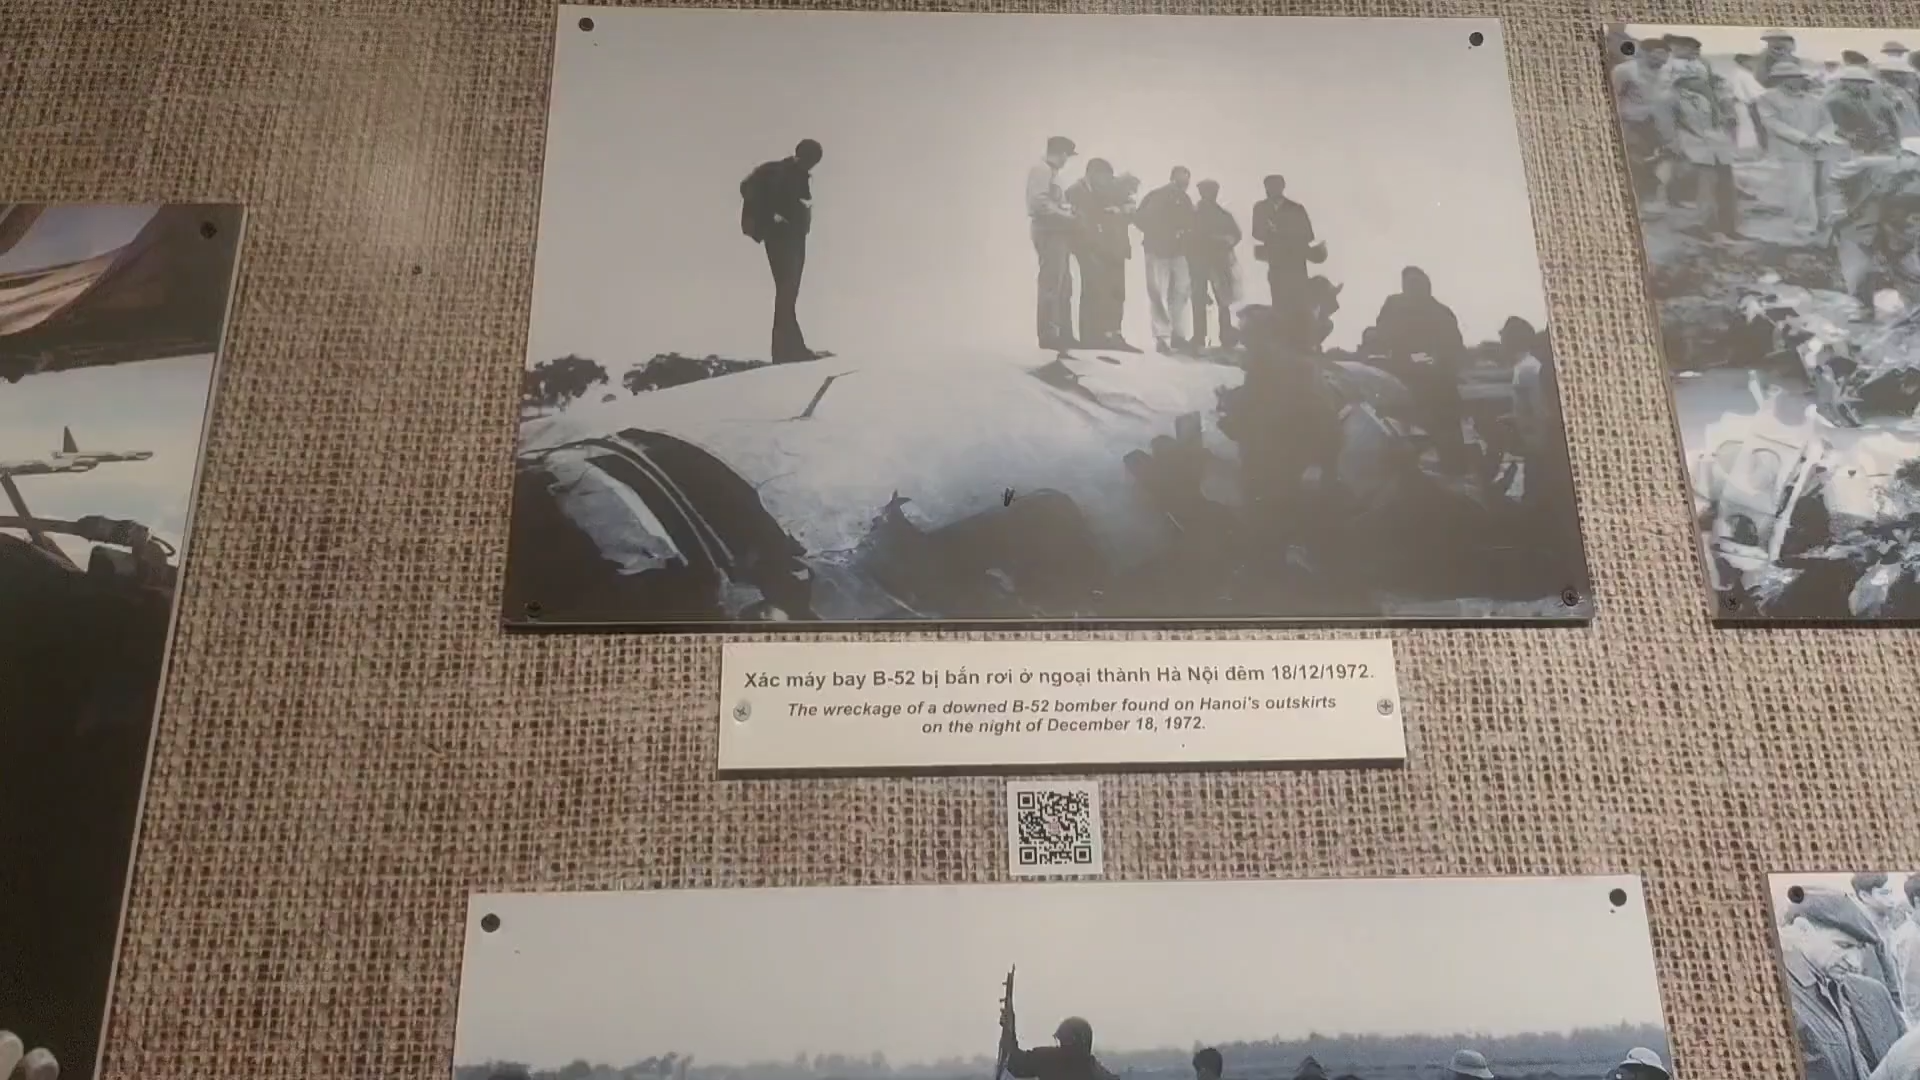 Xác máy bay B-52 bị bắn rơi ở ngoại thành Hà Nội đêm 18/12/1972.
The wreckage of a downed B-52 bomber found on Hanoi's outskirts
on the night of December 18, 1972.